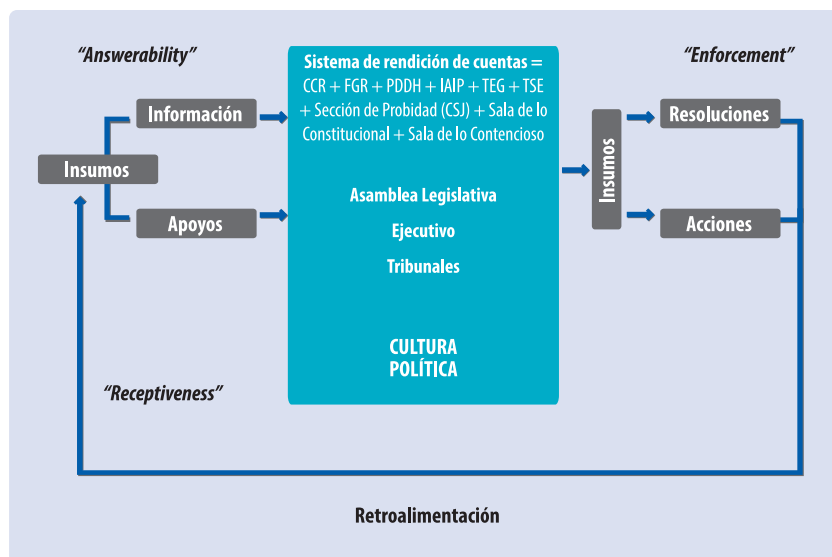 “Answerability”
Sistema de rendición de cuentas =
CCR + FGR + PDDH + IAIP + TEG + TSE
+ Sección de Probidad (CSJ) + Sala de lo
Constitucional + Sala de lo Contencioso
“Enforcement”
Información
Resoluciones
Insumos
Insumos
Asamblea Legislativa
Apoyos
Acciones
Ejecutivo
Tribunales
CULTURA
POLÍTICA
“Receptiveness”
Retroalimentación